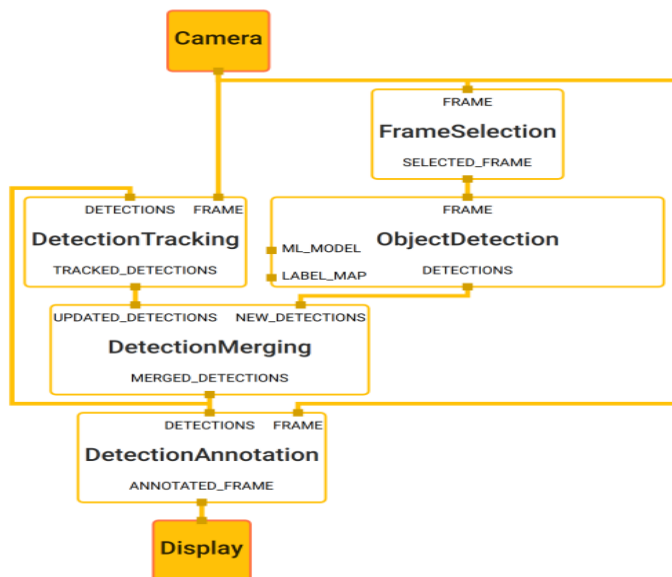 Camera
FRAME
FrameSelection
SELECTED_FRAME
DETECTIONS FRAME
DetectionTracking
TRACKED_DETECTIONS
FRAME
ObjectDetection
ML_MODEL
LABEL_MAP
DETECTIONS
UPDATED_DETECTIONS NEW_DETECTIONS
DetectionMerging
MERGED_DETECTIONS
DETECTIONS FRAME
DetectionAnnotation
ANNOTATED_FRAME
Display